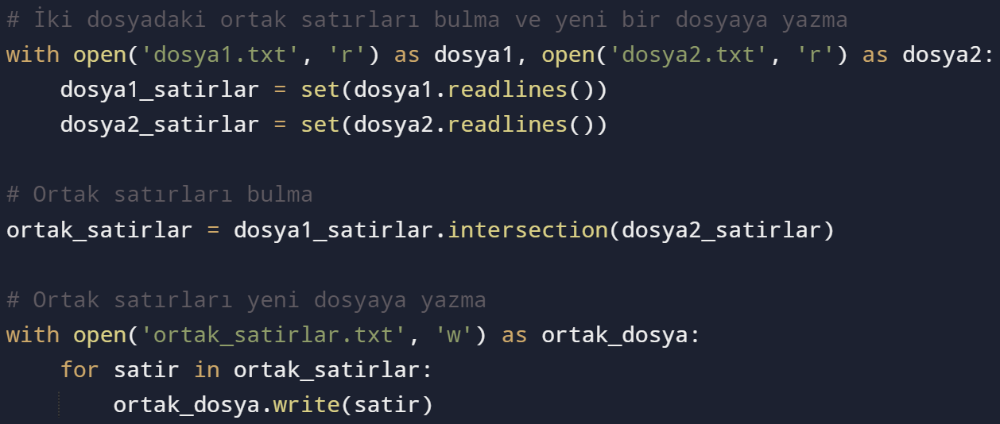 # İki dosyadaki ortak satırları bulma ve yeni bir dosyaya yazma
with open('dosya1.txt', 'r') as dosya1, open('dosya2.txt', 'r') as dosya2:
    dosya1_satirlar = set(dosya1.readlines())
    dosya2_satirlar = set(dosya2.readlines())

# Ortak satırları bulma
ortak_satirlar = dosya1_satirlar.intersection(dosya2_satirlar)

# Ortak satırları yeni dosyaya yazma
with open('ortak_satirlar.txt', 'w') as ortak_dosya:
    for satir in ortak_satirlar:
        ortak_dosya.write(satir)